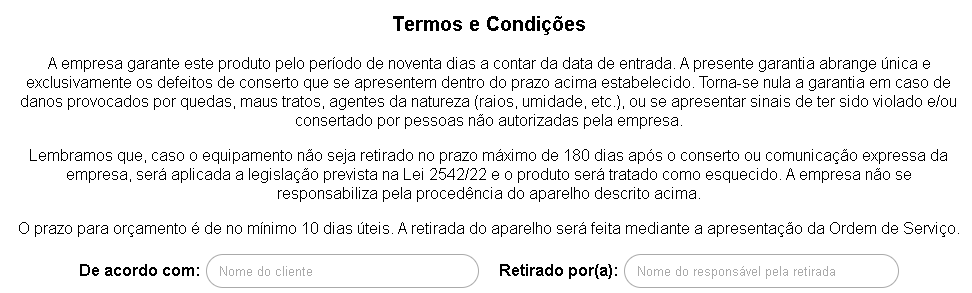 Termos e Condições
A empresa garante este produto pelo período de noventa dias a contar da data de entrada. A presente garantia abrange única e
exclusivamente os defeitos de conserto que se apresentem dentro do prazo acima estabelecido. Torna-se nula a garantia em caso de
danos provocados por quedas, maus tratos, agentes da natureza (raios, umidade, etc.), ou se apresentar sinais de ter sido violado e/ou
consertado por pessoas não autorizadas pela empresa.
Lembramos que, caso o equipamento não seja retirado no prazo máximo de 180 dias após o conserto ou comunicação expressa da
empresa, será aplicada a legislação prevista na Lei 2542/22 e o produto será tratado como esquecido. A empresa não se
responsabiliza pela procedência do aparelho descrito acima.
O prazo para orçamento é de no mínimo 10 dias úteis. A retirada do aparelho será feita mediante a apresentação da Ordem de Serviço.
De acordo com: Nome do cliente Retirado por(a): Nome do responsável pela retirada